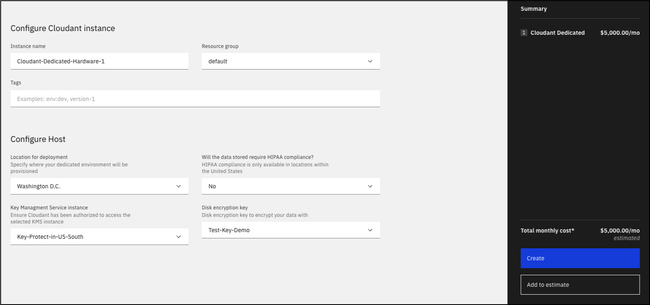 Configure Cloudant instance
Instance name
Resource group
Cloudant-Dedicated-Hardware-1
default
Tags
Examples: env:dev, version-1
Configure Host
Location for deployment
Specify where your dedicated environment will be
provisioned
Will the data stored require HIPAA compliance?
HIPAA compliance is only available in locations within
the United States
Washington D.C.
No
Key Managment Service instance
Ensure Cloudant has been authorized to access the
selected KMS instance
Disk encryption key
Disk encryption key to encrypt your data with
Key-Protect-in-US-South
Test-Key-Demo
Summary
1 Cloudant Dedicated $5,000.00/mo
Total monthly cost* $5,000.00/mo
estimated
Create
Add to estimate